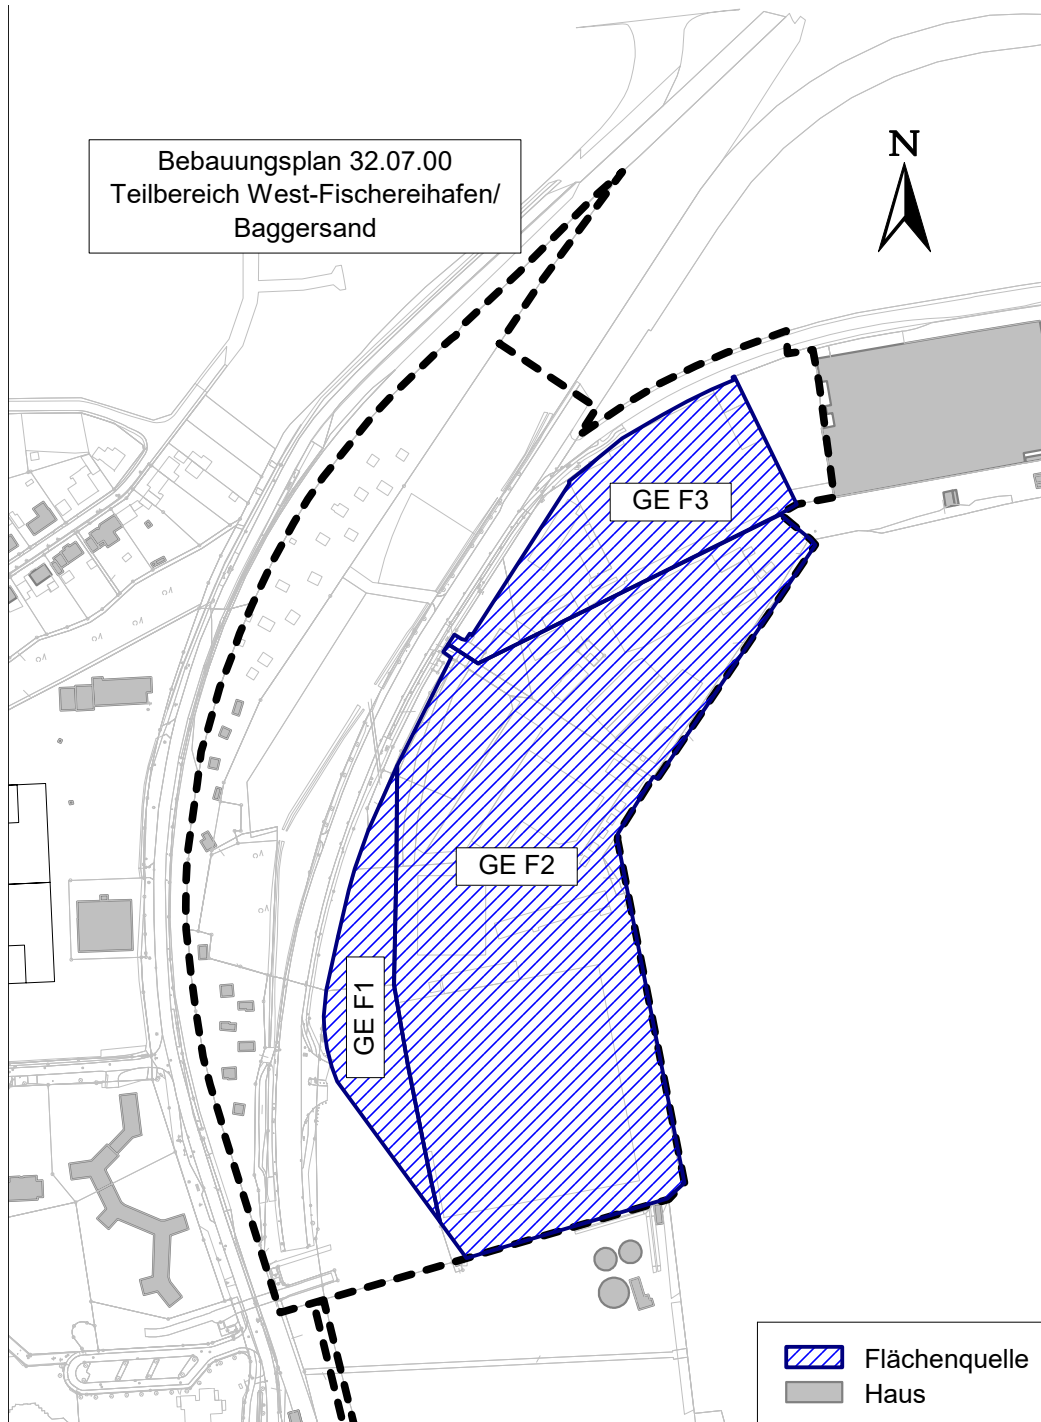 Bebauungsplan 32.07.00
Teilbereich West-Fischereihafen/
Baggersand
N
GE F3
GE F2
GE F1
Flächenquelle
Haus